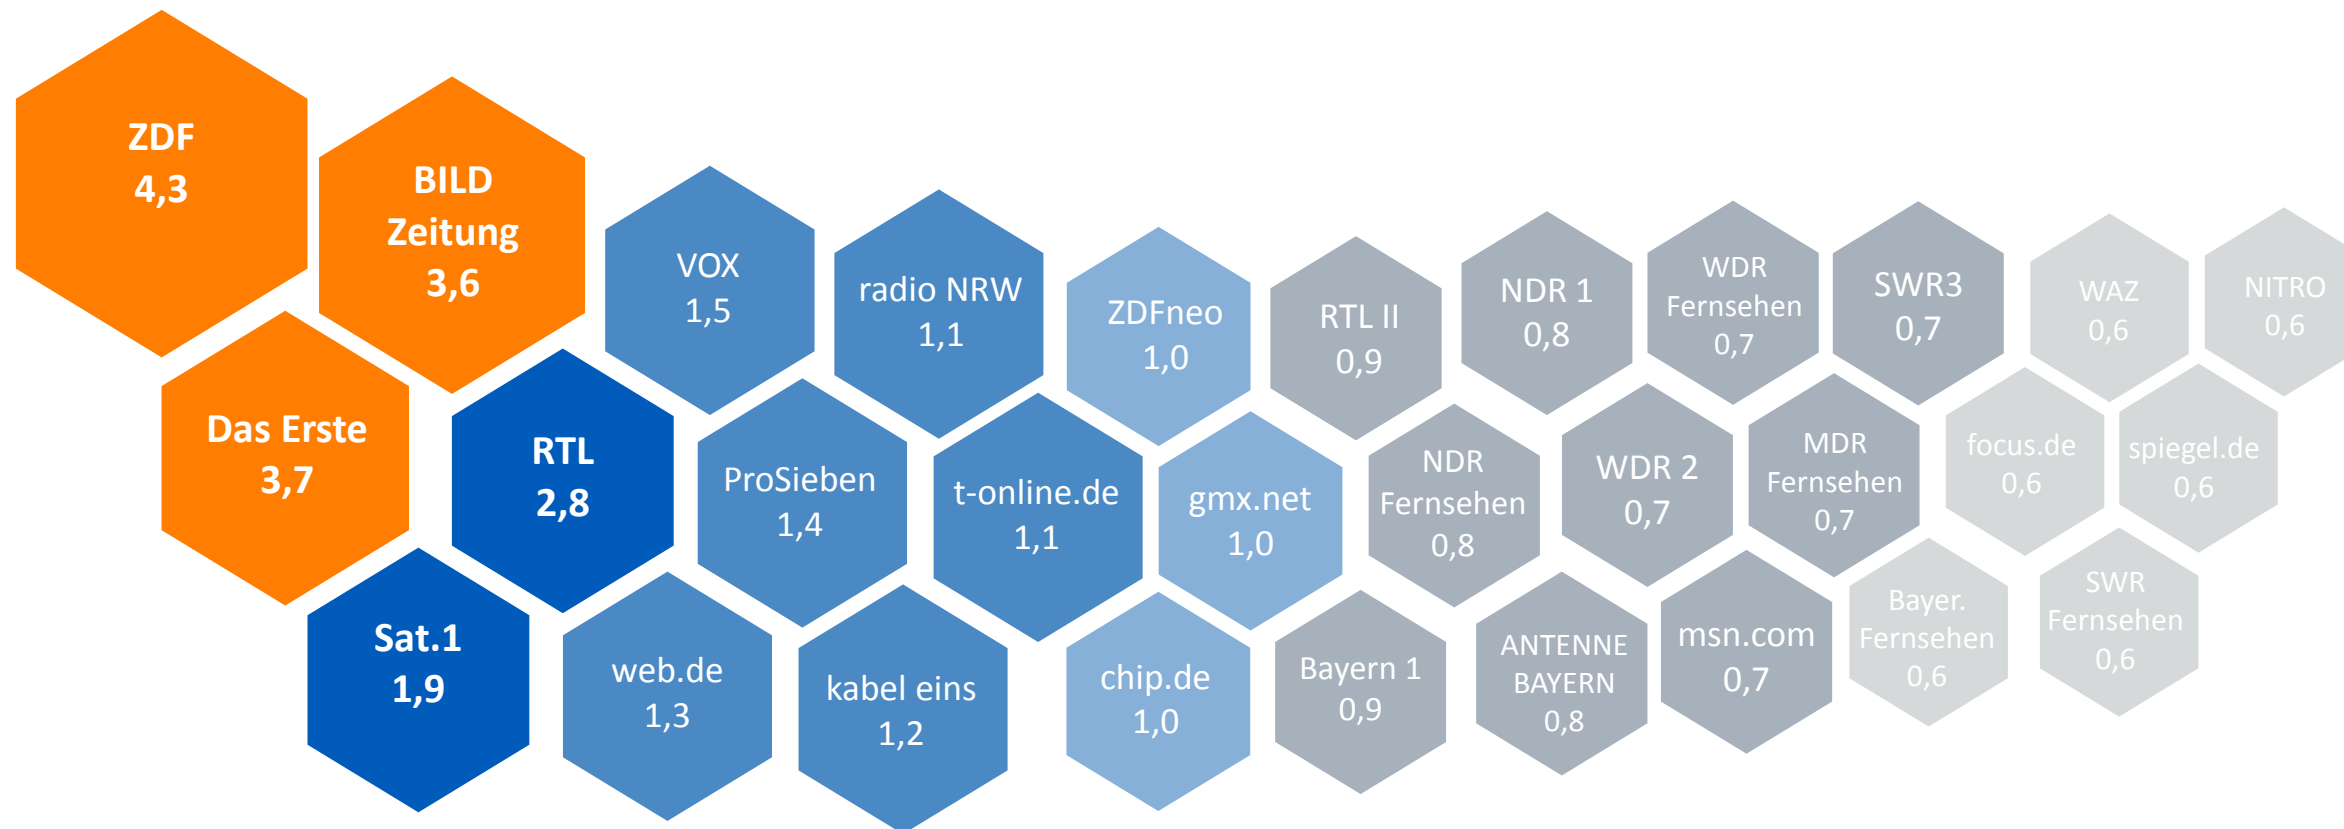 ZDF
4,3
BILD
Zeitung
3,6
Das Erste
3,7
RTL
2,8
Sat.1
1,9
VOX
1,5
ProSieben
1,4
web.de
1,3
kabel eins
1,2
radio NRW
1,1
t-online.de
1,1
ZDFneo
1,0
gmx.net
1,0
chip.de
1,0
RTL II
0,9
Bayern 1
0,9
NDR 1
0,8
NDR
Fernsehen
0,8
ANTENNE
BAYERN
0,8
WDR
Fernsehen
0,7
WDR 2
0,7
msn.com
0,7
SWR3
0,7
MDR
Fernsehen
0,7
WAZ
0,6
focus.de
0,6
Bayer.
Fernsehen
0,6
NITRO
0,6
spiegel.de
0,6
SWR
Fernsehen
0,6